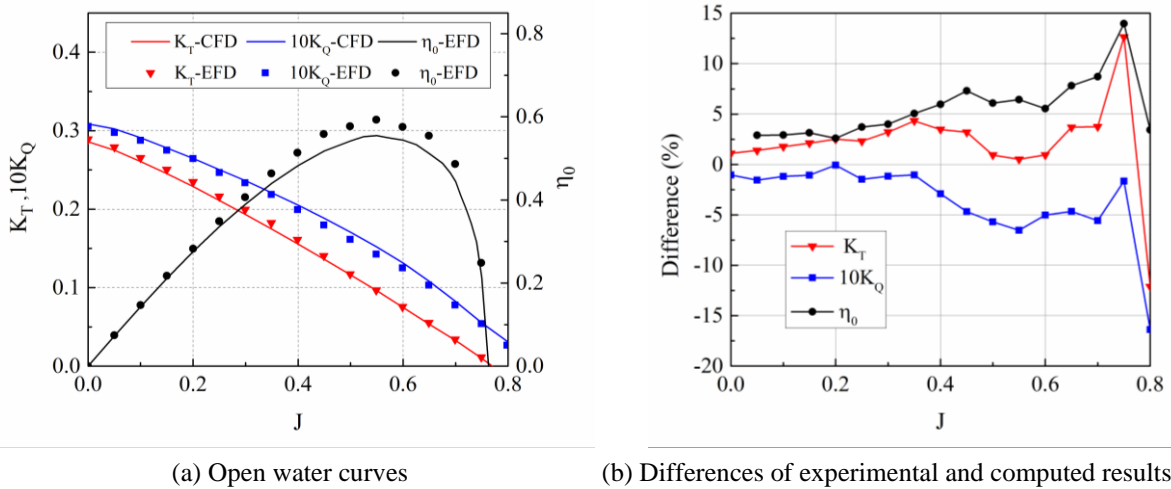 K_T-CFD 10K_Q-CFD η_0-EFD
K_T-EFD 10K_Q-EFD η_0-EFD
0.4
0.3
0.2
0.1
0.0
K_T ,10K_Q
0.8
0.6
0.4
0.2
0.0
η_0
0.0 0.2 0.4 0.6 0.8
J
(a) Open water curves
15
10
5
0
-5
-10
-15
-20
Difference (%)
K_T
10K_Q
η_0
0.0 0.2 0.4 0.6 0.8
J
(b) Differences of experimental and computed results